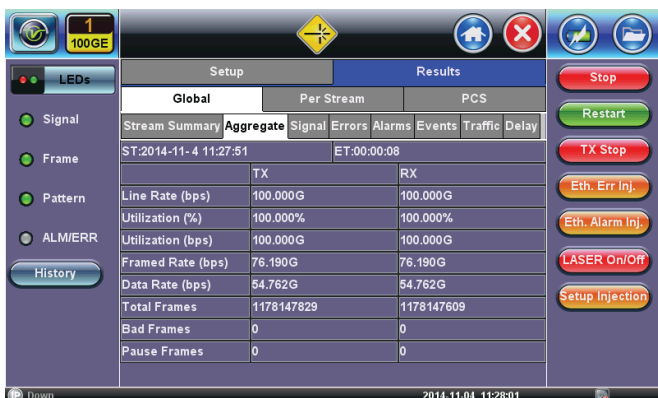 1
100GE
LEDs
Signal
Frame
Pattern
ALM/ERR
History
Setup Results
Global Per Stream PCS
Stream Summary Aggregate Signal Errors Alarms Events Traffic Delay
ST:2014-11- 4 11:27:51 ET:00:00:08
TX RX
Line Rate (bps) 100.000G 100.000G
Utilization (%) 100.000% 100.000%
Utilization (bps) 100.000G 100.000G
Framed Rate (bps) 76.190G 76.190G
Data Rate (bps) 54.762G 54.762G
Total Frames 1178147829 1178147609
Bad Frames 0 0
Pause Frames 0 0
Stop
Restart
TX Stop
Eth. Err Inj.
Eth. Alarm Inj.
LASER On/Off
Setup Injection
IP Down 2014-11-04 11:28:01